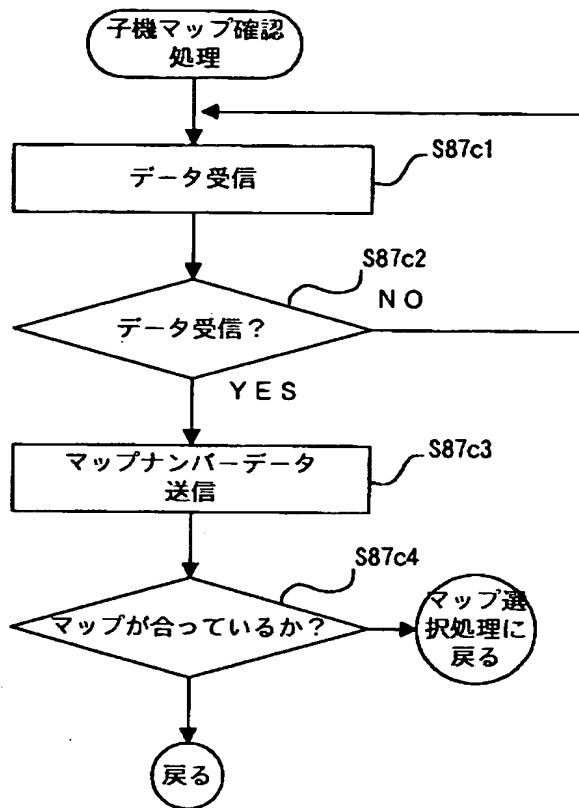 子機マップ確認
処理
S87c1
データ受信
S87c2
データ受信？
NO
YES
S87c3
マップナンバーデータ
送信
S87c4
マップが合っているか？
マップ選
択処理に
戻る
戻る